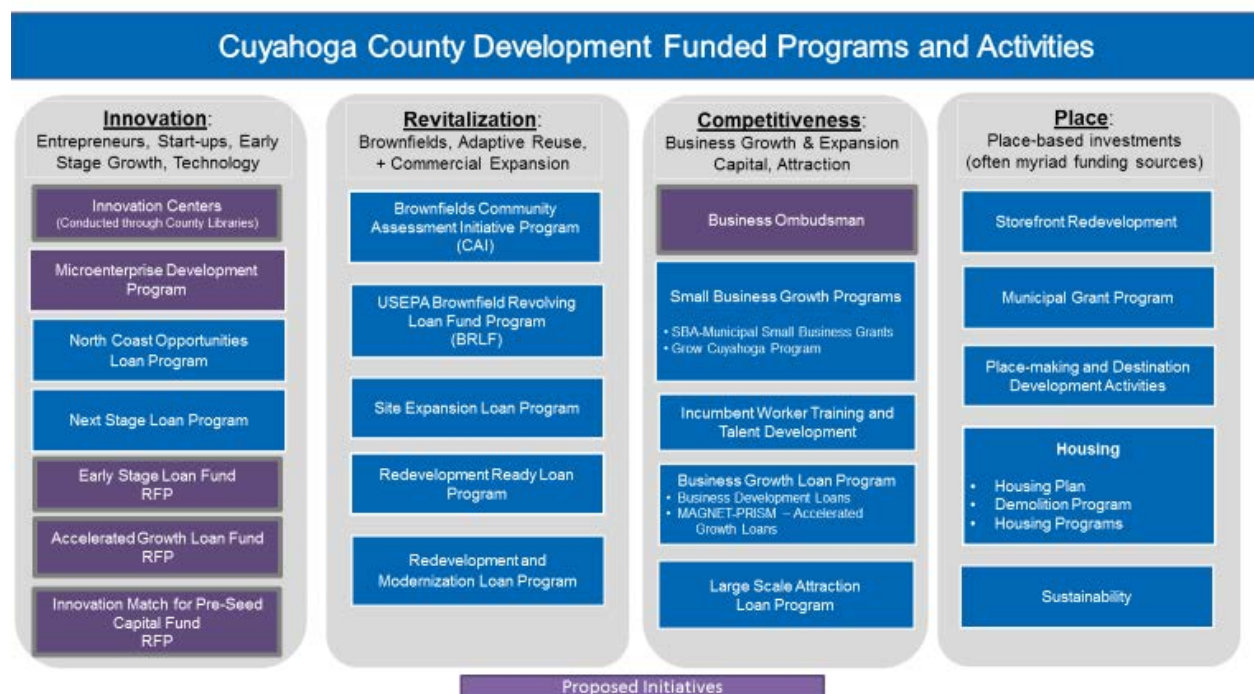 Cuyahoga County Development Funded Programs and Activities
Innovation:
Entrepreneurs, Start-ups, Early
Stage Growth, Technology
Innovation Centers
(Conducted through County Libraries)
Microenterprise Development
Program
North Coast Opportunities
Loan Program
Next Stage Loan Program
Early Stage Loan Fund
RFP
Accelerated Growth Loan Fund
RFP
Innovation Match for Pre-Seed
Capital Fund
RFP
Revitalization:
Brownfields, Adaptive Reuse,
+ Commercial Expansion
Brownfields Community
Assessment Initiative Program
(CAI)
USEPA Brownfield Revolving
Loan Fund Program
(BRLF)
Site Expansion Loan Program
Redevelopment Ready Loan
Program
Redevelopment and
Modernization Loan Program
Competitiveness:
Business Growth & Expansion
Capital, Attraction
Business Ombudsman
Small Business Growth Programs
• SBA-Municipal Small Business Grants
• Grow Cuyahoga Program
Incumbent Worker Training and
Talent Development
Business Growth Loan Program
• Business Development Loans
• MAGNET-PRISM – Accelerated
Growth Loans
Large Scale Attraction
Loan Program
Place:
Place-based investments
(often myriad funding sources)
Storefront Redevelopment
Municipal Grant Program
Place-making and Destination
Development Activities
Housing
• Housing Plan
• Demolition Program
• Housing Programs
Sustainability
Proposed Initiatives